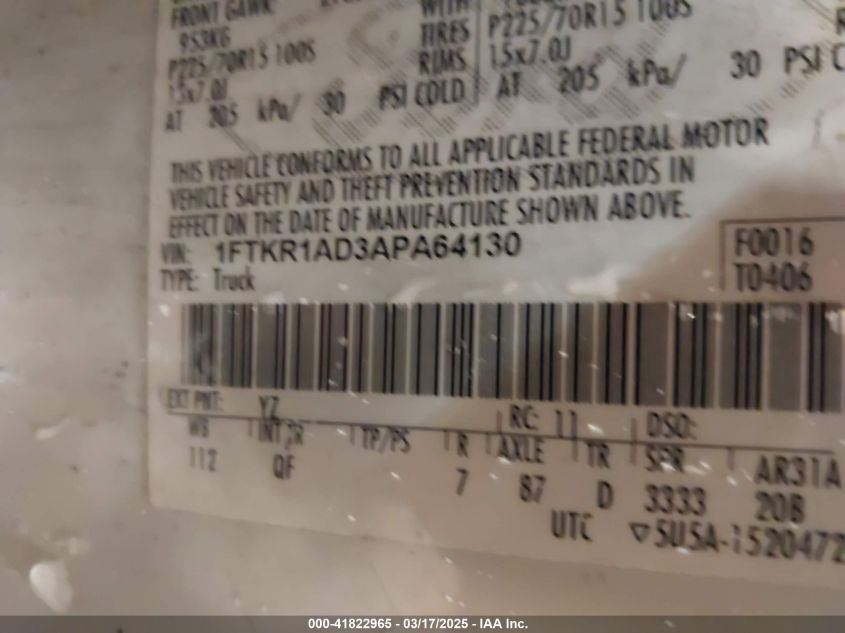 FRONT GAWR:
WITH
953KG
TIRES
P225/70R15 100S
P225/70R15 100S
RIMS
15x7.0J
15x7.0J
AT 205 kPa/ 30 PSI COLD
AT 205 kPa/ 30 PSI C
THIS VEHICLE CONFORMS TO ALL APPLICABLE FEDERAL MOTOR
VEHICLE SAFETY AND THEFT PREVENTION STANDARDS IN
EFFECT ON THE DATE OF MANUFACTURE SHOWN ABOVE.
VIN: 1FTKR1AD3APA64130
F0016
TYPE: Truck
T0406
EXT PNT: YZ
RC: 11
DSO:
WB INT TR TP/PS R AXLE TR SPR
AR31A
112 QF 7 87 D 3333
20B
UTC ▽5U5A-1520472
000-41822965 - 03/17/2025 - IAA Inc.